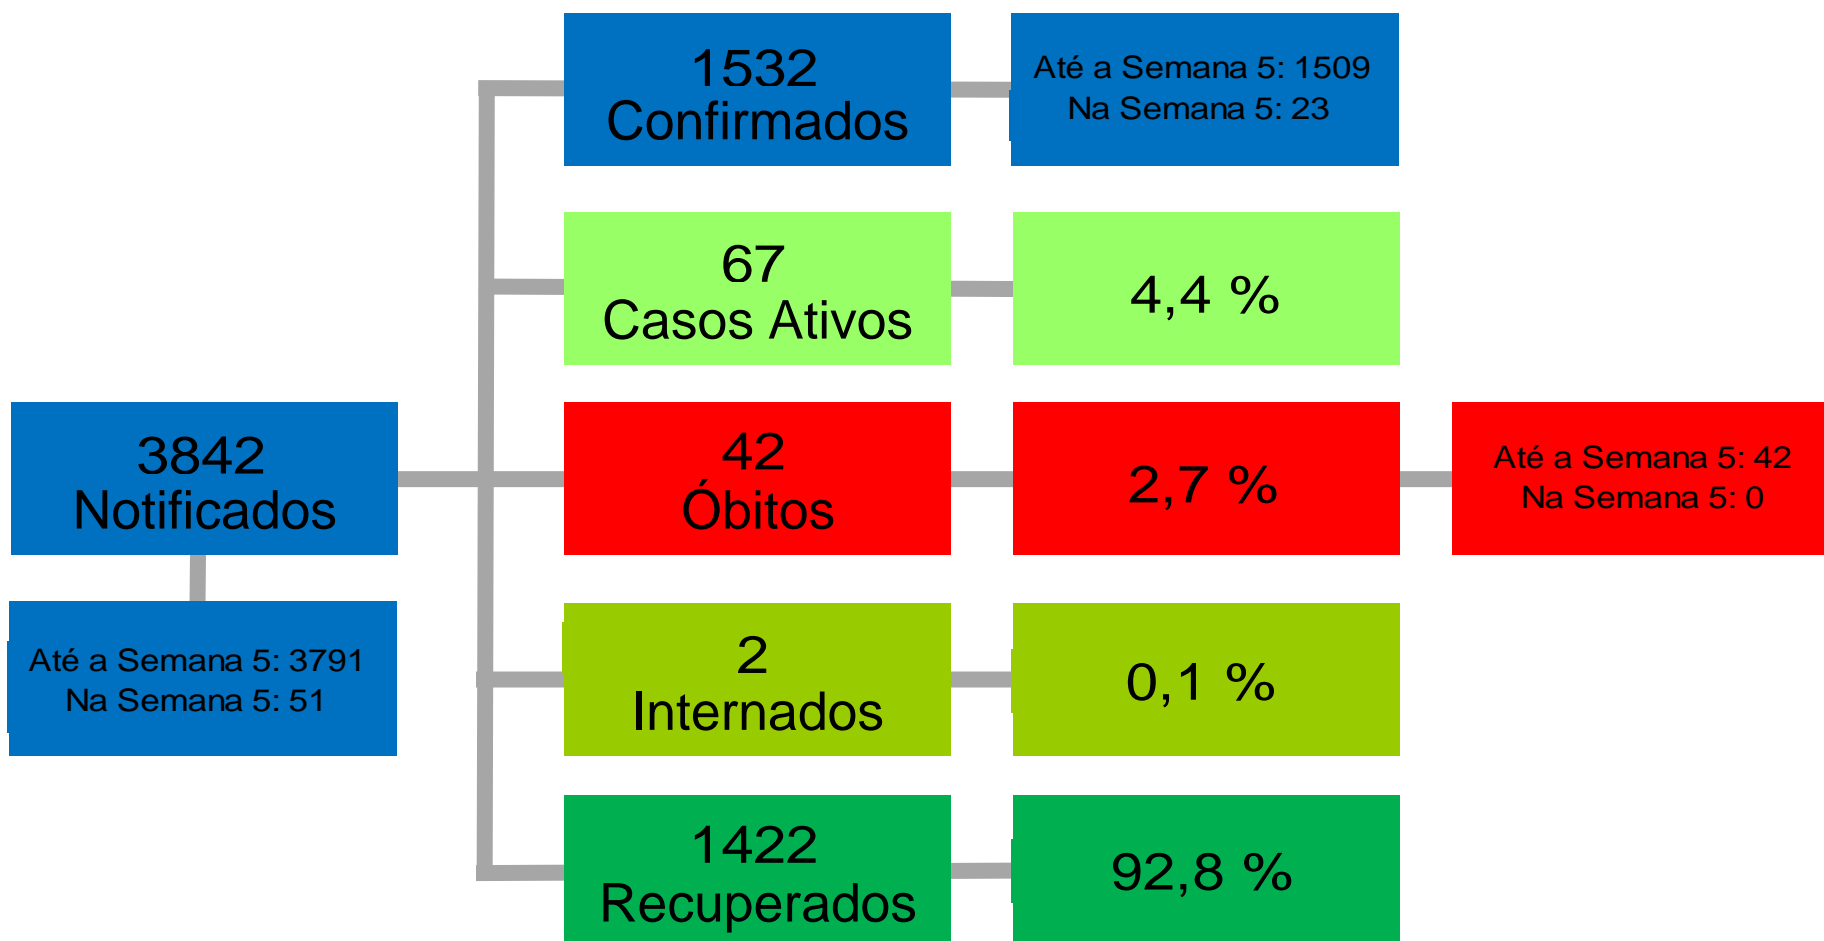 3842
Notificados
Até a Semana 5: 3791
Na Semana 5: 51
1532
Confirmados
Até a Semana 5: 1509
Na Semana 5: 23
67
Casos Ativos
4,4 %
42
Óbitos
2,7 %
Até a Semana 5: 42
Na Semana 5: 0
2
Internados
0,1 %
1422
Recuperados
92,8 %